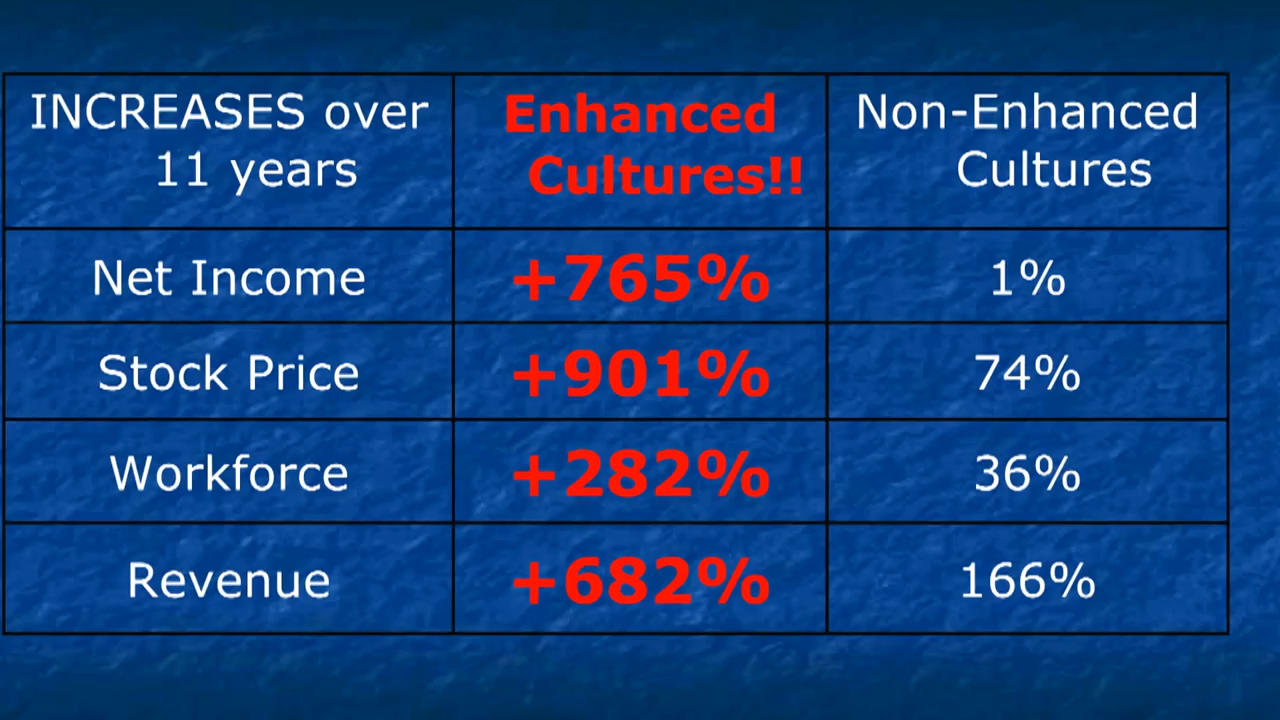 INCREASES over
11 years
Enhanced
Cultures!!
Non-Enhanced
Cultures
Net Income
+765%
1%
Stock Price
+901%
74%
Workforce
+282%
36%
Revenue
+682%
166%